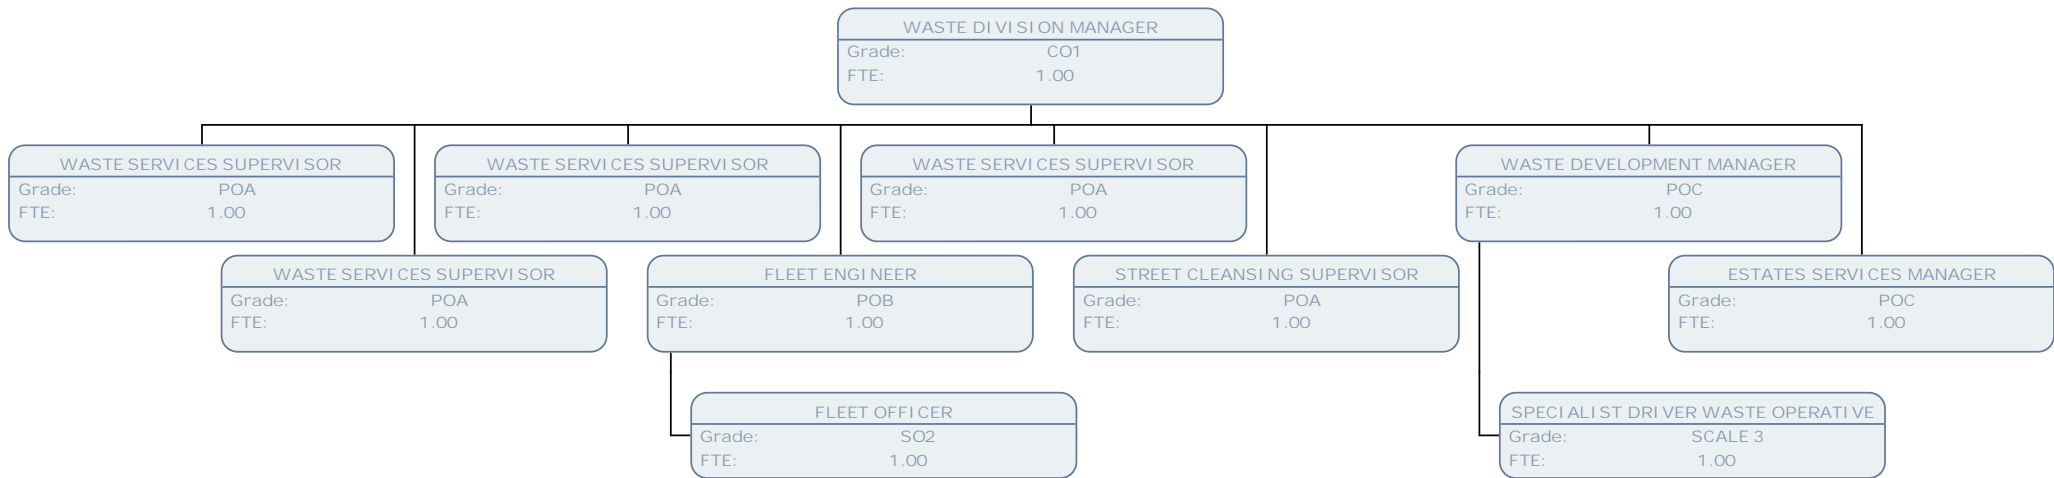 WASTE DIVISION MANAGER
Grade: CO1
FTE: 1.00
WASTE SERVICES SUPERVISOR
Grade: POA
FTE: 1.00
WASTE SERVICES SUPERVISOR
Grade: POA
FTE: 1.00
WASTE SERVICES SUPERVISOR
Grade: POA
FTE: 1.00
WASTE DEVELOPMENT MANAGER
Grade: POC
FTE: 1.00
WASTE SERVICES SUPERVISOR
Grade: POA
FTE: 1.00
FLEET ENGINEER
Grade: POB
FTE: 1.00
STREET CLEANSING SUPERVISOR
Grade: POA
FTE: 1.00
ESTATES SERVICES MANAGER
Grade: POC
FTE: 1.00
FLEET OFFICER
Grade: SO2
FTE: 1.00
SPECIALIST DRIVER WASTE OPERATIVE
Grade: SCALE 3
FTE: 1.00